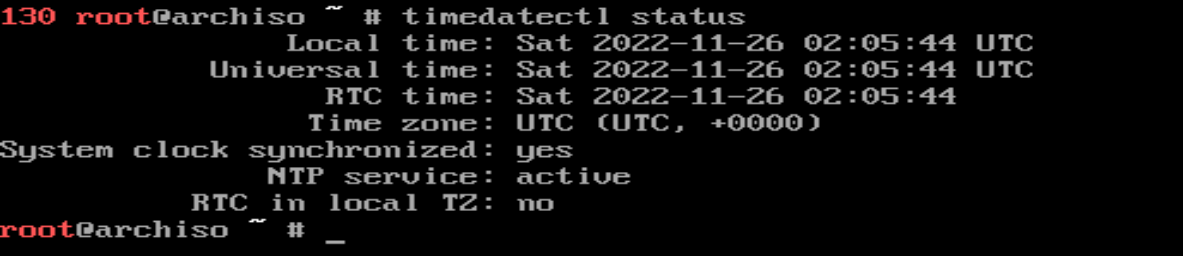 130 root@archiso ~ # timedatectl status
               Local time: Sat 2022-11-26 02:05:44 UTC
           Universal time: Sat 2022-11-26 02:05:44 UTC
                 RTC time: Sat 2022-11-26 02:05:44
                Time zone: UTC (UTC, +0000)
System clock synchronized: yes
              NTP service: active
          RTC in local TZ: no
root@archiso ~ # _